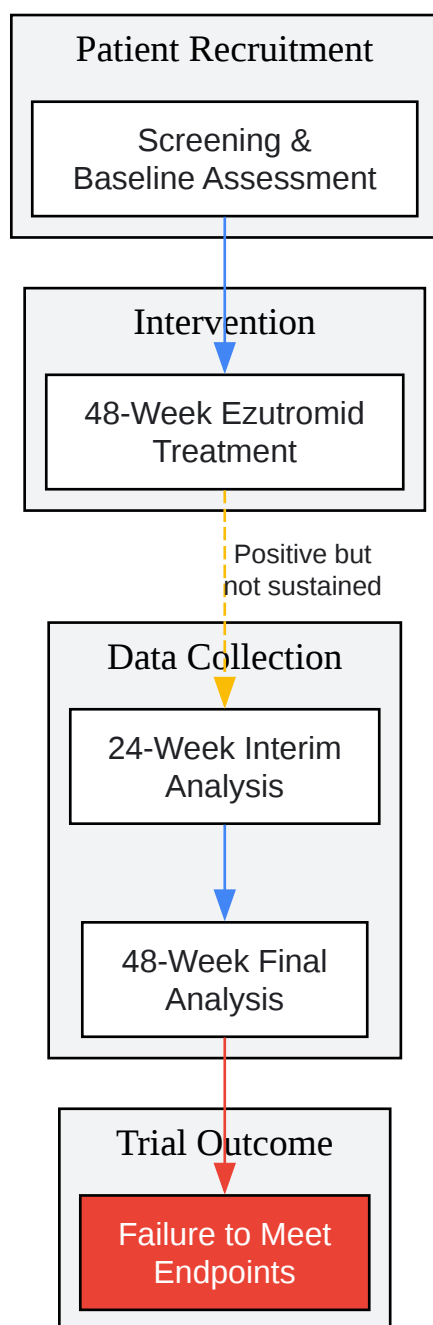 Patient Recruitment
Screening &
Baseline Assessment
Intervention
48-Week Ezutromid
Treatment
Positive but
not sustained
Data Collection
24-Week Interim
Analysis
48-Week Final
Analysis
Trial Outcome
Failure to Meet
Endpoints